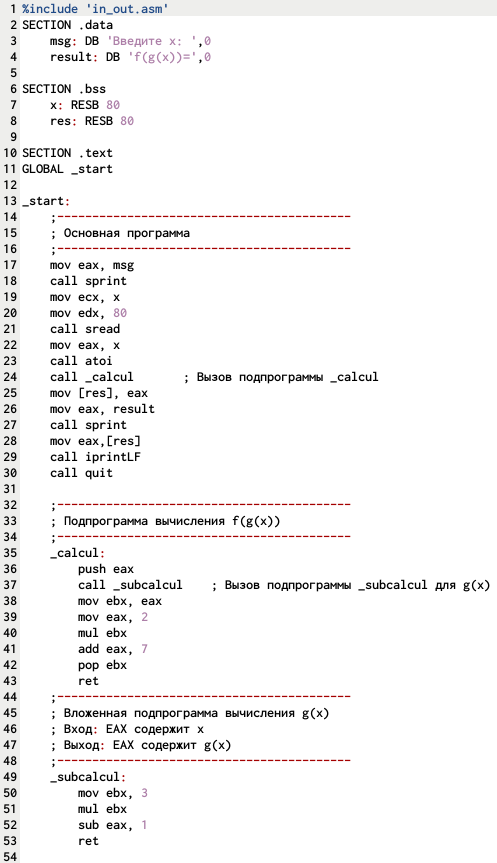 1 %include 'in_out.asm'
2 SECTION .data
3 msg: DB 'Введите x: ',0
4 result: DB 'f(g(x))=',0
5
6 SECTION .bss
7 x: RESB 80
8 res: RESB 80
9
10 SECTION .text
11 GLOBAL _start
12
13 _start:
14 ;------------------------------------------
15 ; Основная программа
16 ;------------------------------------------
17 mov eax, msg
18 call sprint
19 mov ecx, x
20 mov edx, 80
21 call sread
22 mov eax, x
23 call atoi
24 call _calcul ; Вызов подпрограммы _calcul
25 mov [res], eax
26 mov eax, result
27 call sprint
28 mov eax,[res]
29 call iprintLF
30 call quit
31
32 ;------------------------------------------
33 ; Подпрограмма вычисления f(g(x))
34 ;------------------------------------------
35 _calcul:
36 push eax
37 call _subcalcul ; Вызов подпрограммы _subcalcul для g(x)
38 mov ebx, eax
39 mov eax, 2
40 mul ebx
41 add eax, 7
42 pop ebx
43 ret
44 ;------------------------------------------
45 ; Вложенная подпрограмма вычисления g(x)
46 ; Вход: EAX содержит x
47 ; Выход: EAX содержит g(x)
48 ;------------------------------------------
49 _subcalcul:
50 mov ebx, 3
51 mul ebx
52 sub eax, 1
53 ret
54